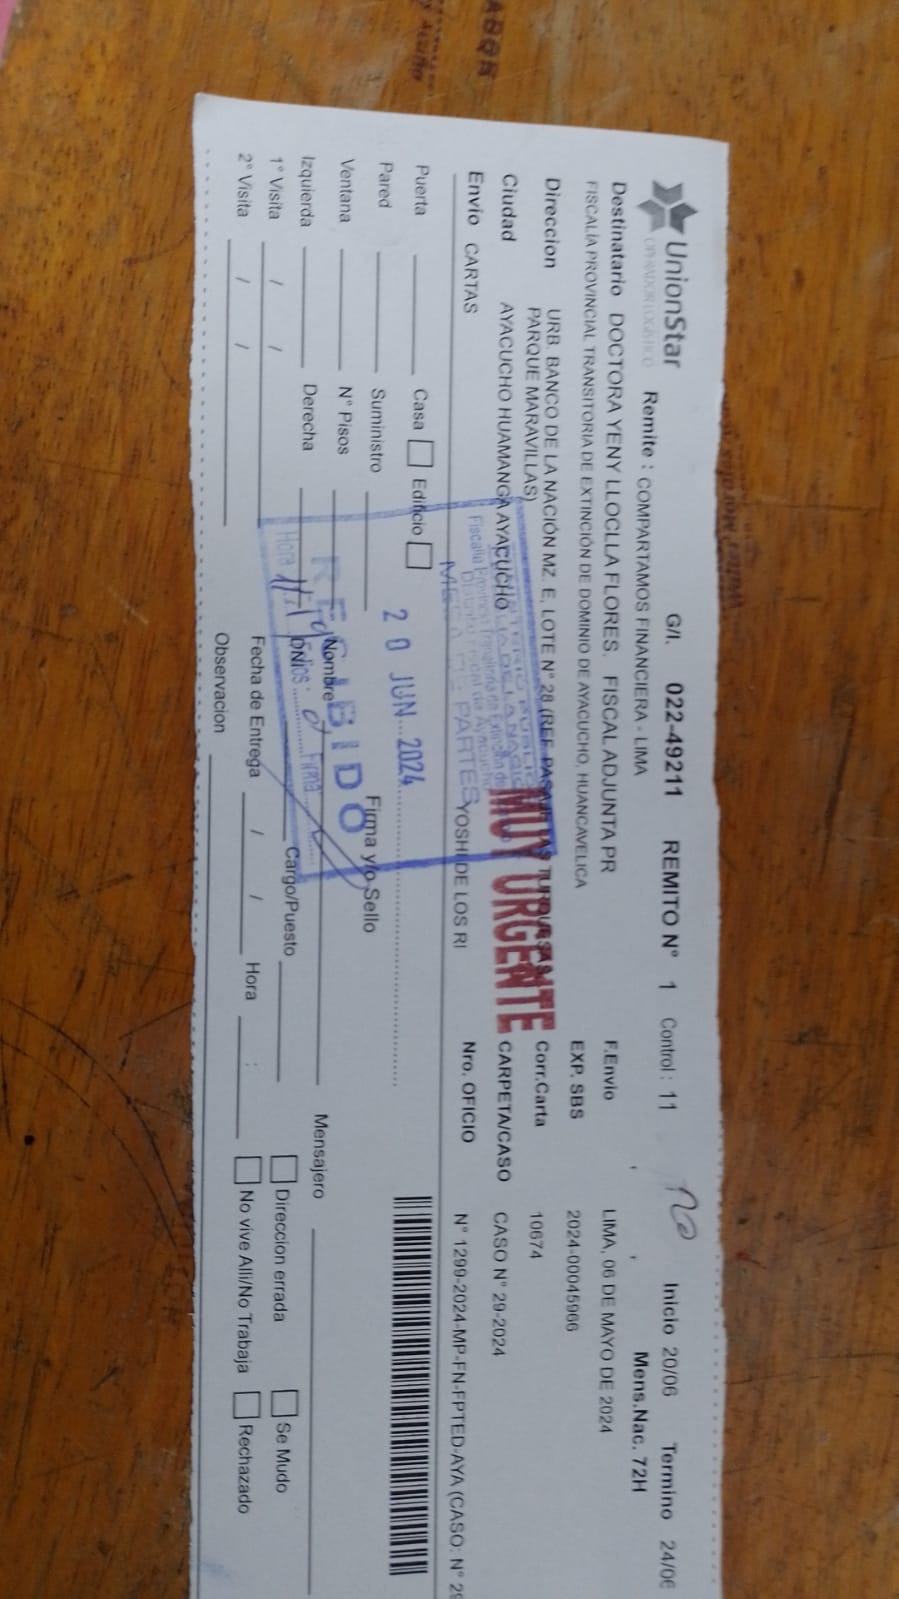 UnionStar
OPERADOR LOGISTICO
G/I. 022-49211 REMITO N° 1 Control : 11 Inicio 20/06 Termino 24/06
Remite : COMPARTAMOS FINANCIERA - LIMA Mens.Nac. 72H
Destinatario DOCTORA YENY LLOCLLA FLORES. FISCAL ADJUNTA PR F.Envio LIMA, 06 DE MAYO DE 2024
FISCALÍA PROVINCIAL TRANSITORIA DE EXTINCIÓN DE DOMINIO DE AYACUCHO, HUANCAVELICA EXP. SBS 2024-00045966
Direccion URB. BANCO DE LA NACIÓN MZ. E, LOTE N° 28 (REF. Corr.Carta 10674
PARQUE MARAVILLAS)
Ciudad AYACUCHO HUAMANGA AYACUCHO CARPETA/CASO CASO N° 29-2024
MUY URGENTE
Envio CARTAS YOSHI DE LOS RI Nro. OFICIO N° 1299-2024-MP-FN-FPTED-AYA (CASO: N° 29
MESA DE PARTES
Puerta Casa Edificio
20 JUN 2024
Pared Suministro Firma y/o Sello
RECIBIDO
Ventana N° Pisos Nombre Mensajero
Izquierda Derecha DNI Cargo/Puesto
Hora Folios: Firma
1° Visita / / Fecha de Entrega / / Hora : Direccion errada Se Mudo
2° Visita / / Observacion No vive Alli/No Trabaja Rechazado